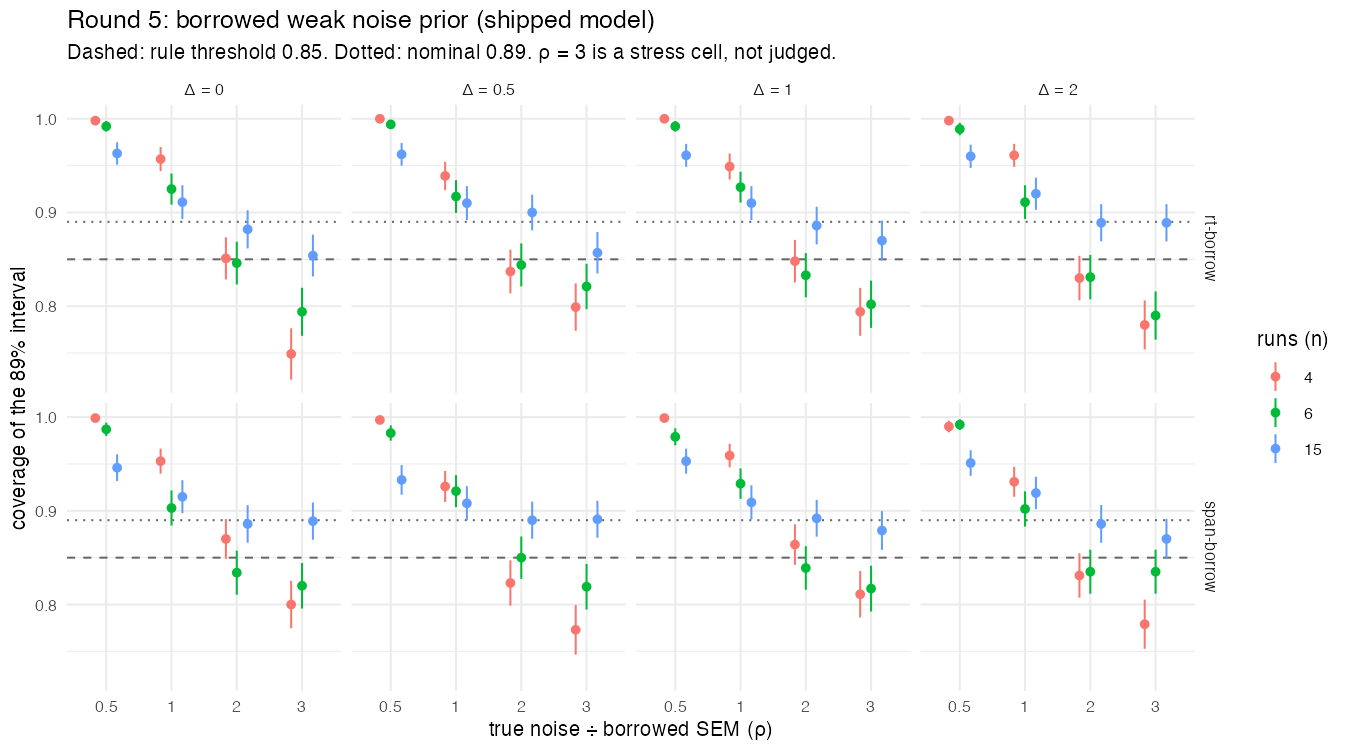 Round 5: borrowed weak noise prior (shipped model)
Dashed: rule threshold 0.85. Dotted: nominal 0.89. ρ = 3 is a stress cell, not judged.
Δ = 0 Δ = 0.5 Δ = 1 Δ = 2
1.0
0.9
0.8
rt-borrow
1.0
0.9
0.8
span-borrow
coverage of the 89% interval
0.5 1 2 3 0.5 1 2 3 0.5 1 2 3 0.5 1 2 3
true noise ÷ borrowed SEM (ρ)
runs (n)
4
6
15